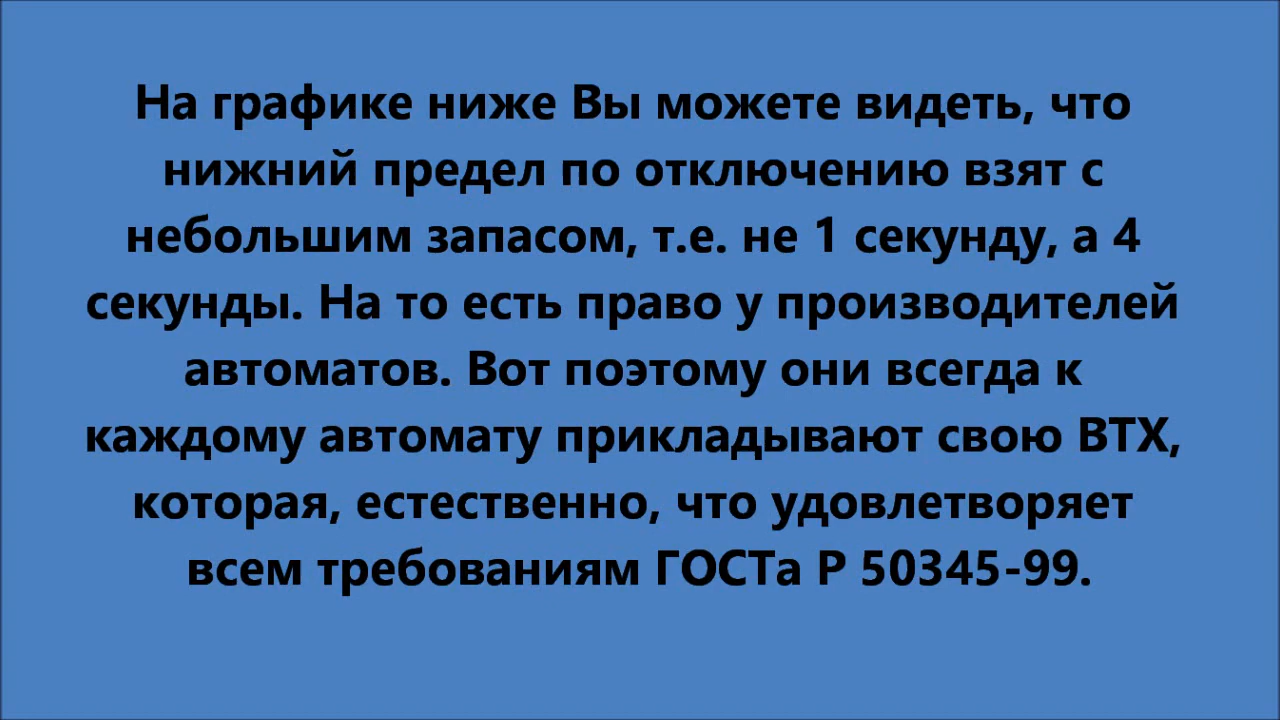 На графике ниже Вы можете видеть, что
нижний предел по отключению взят с
небольшим запасом, т.е. не 1 секунду, а 4
секунды. На то есть право у производителей
автоматов. Вот поэтому они всегда к
каждому автомату прикладывают свою ВТХ,
которая, естественно, что удовлетворяет
всем требованиям ГОСТа Р 50345-99.